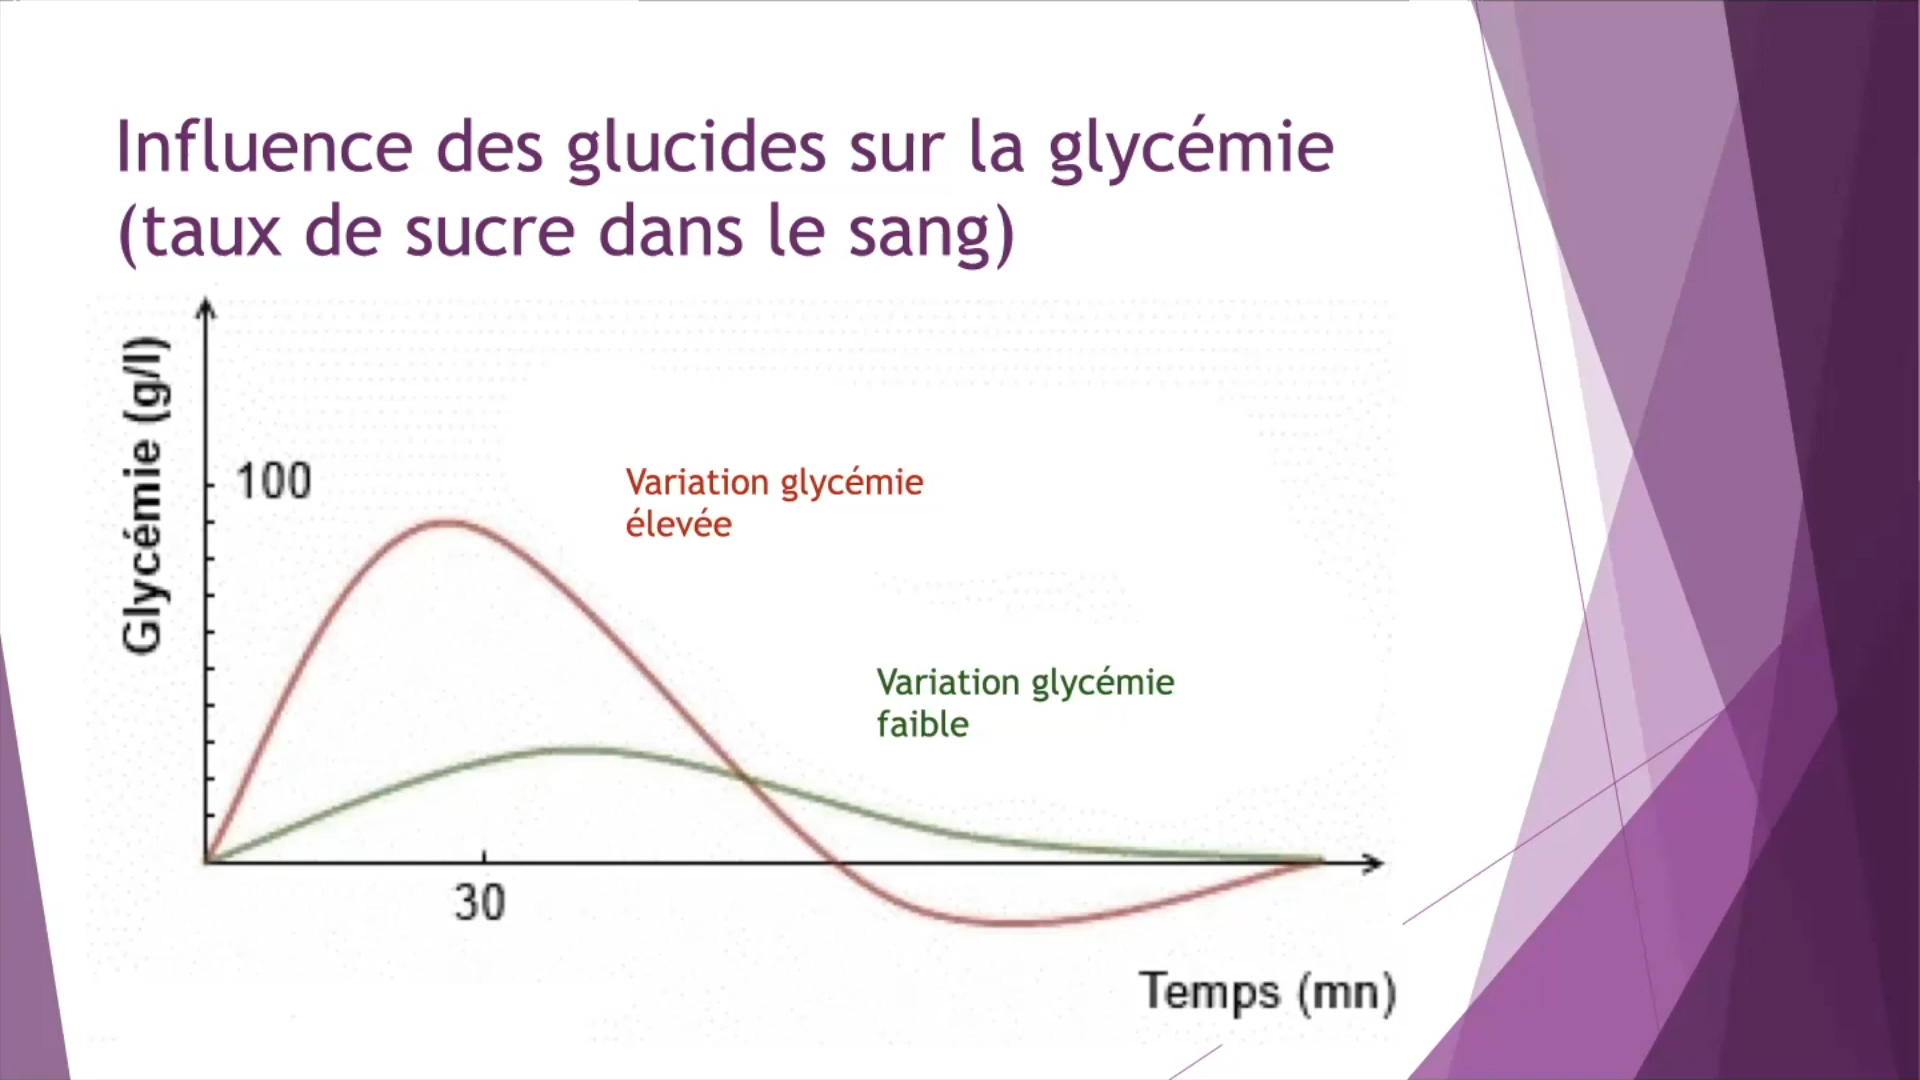 Influence des glucides sur la glycémie
(taux de sucre dans le sang)
Glycémie (g/l)
100
Variation glycémie
élevée
Variation glycémie
faible
30
Temps (mn)